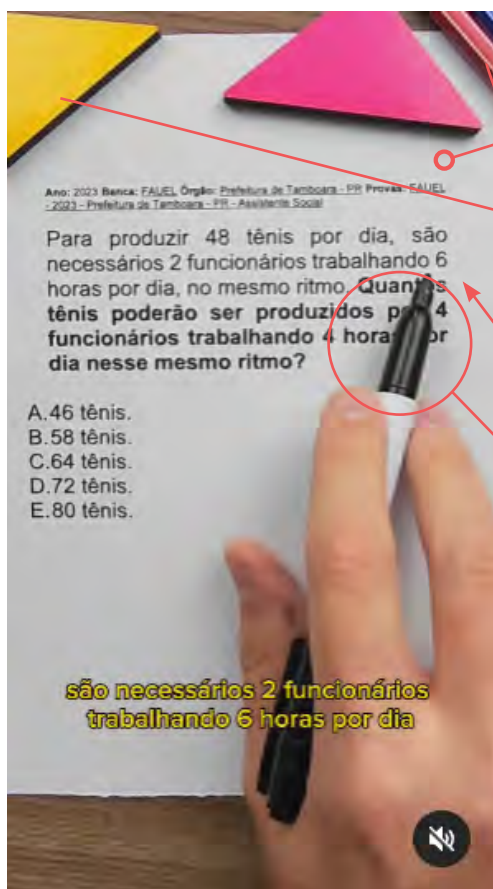 Ano: 2023 Banca: FAUEL Órgão: Prefeitura de Tamboara - PR Provas: FAUEL
- 2023 - Prefeitura de Tamboara - PR - Assistente Social
Para produzir 48 tênis por dia, são
necessários 2 funcionários trabalhando 6
horas por dia, no mesmo ritmo. Quantos
tênis poderão ser produzidos 4
funcionários trabalhando 4 horas
dia nesse mesmo ritmo?
A.46 tênis.
B.58 tênis.
C.64 tênis.
D.72 tênis.
E.80 tênis.
são necessários 2 funcionários
trabalhando 6 horas por dia